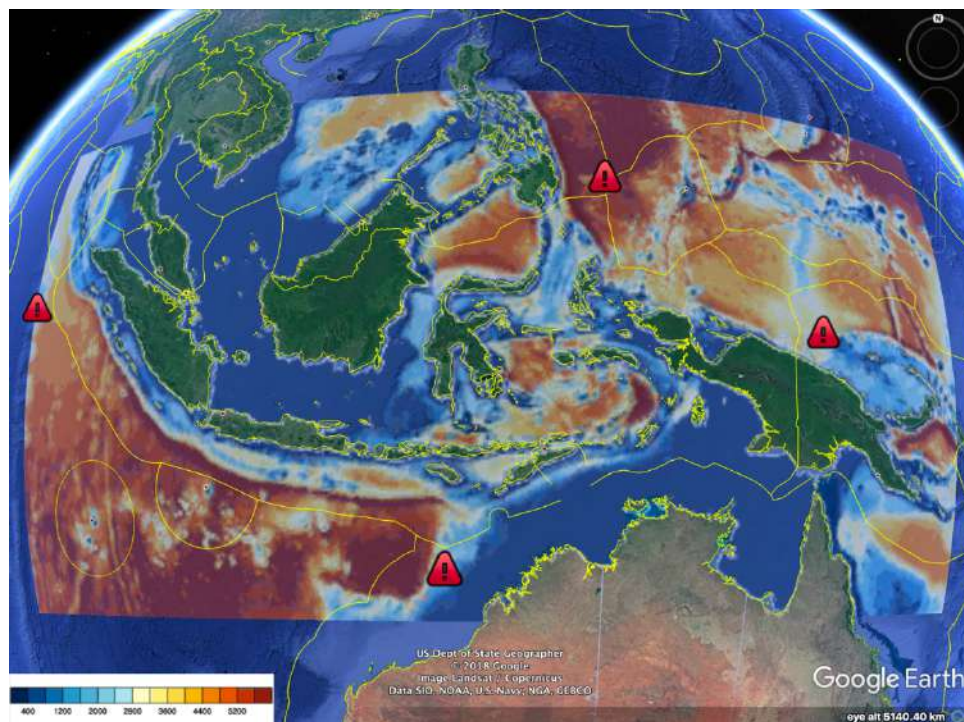 N
US Dept of State Geographer
© 2018 Google
Image Landsat / Copernicus
Data SIO, NOAA, U.S. Navy, NGA, GEBCO
Google Earth
400 1200 2000 2900 3600 4400 5200
eye alt 5140.40 km